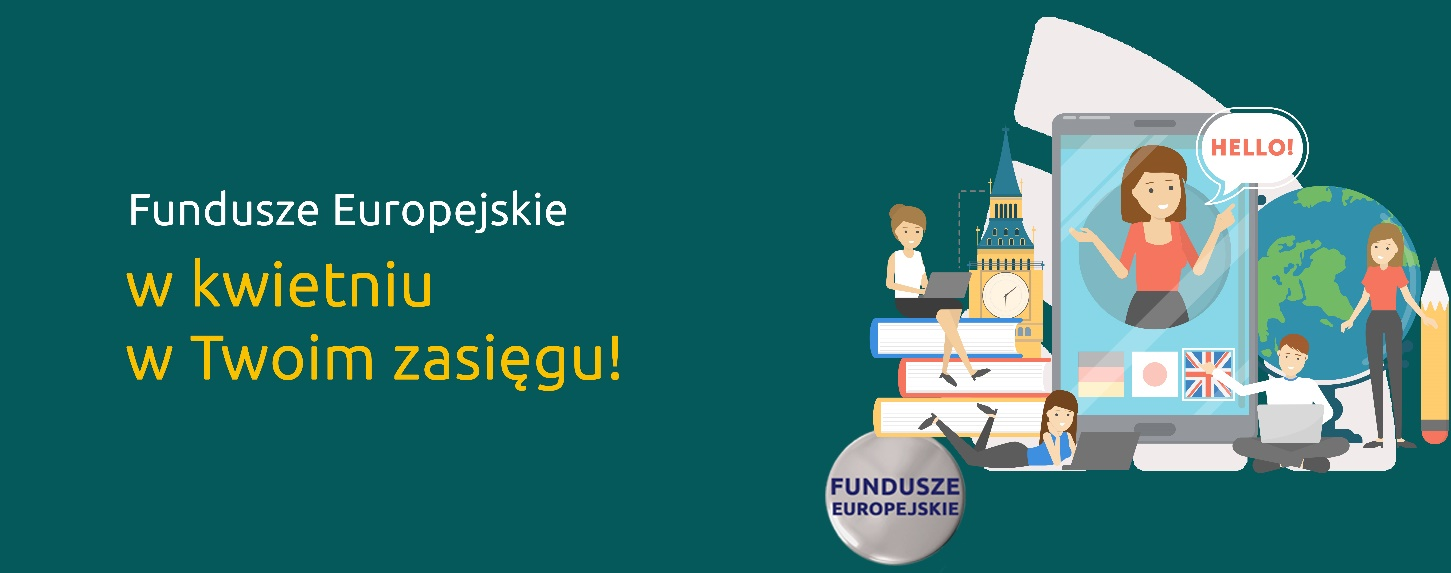 Fundusze Europejskie
w kwietniu
w Twoim zasięgu!
HELLO!
FUNDUSZE
EUROPEJSKIE